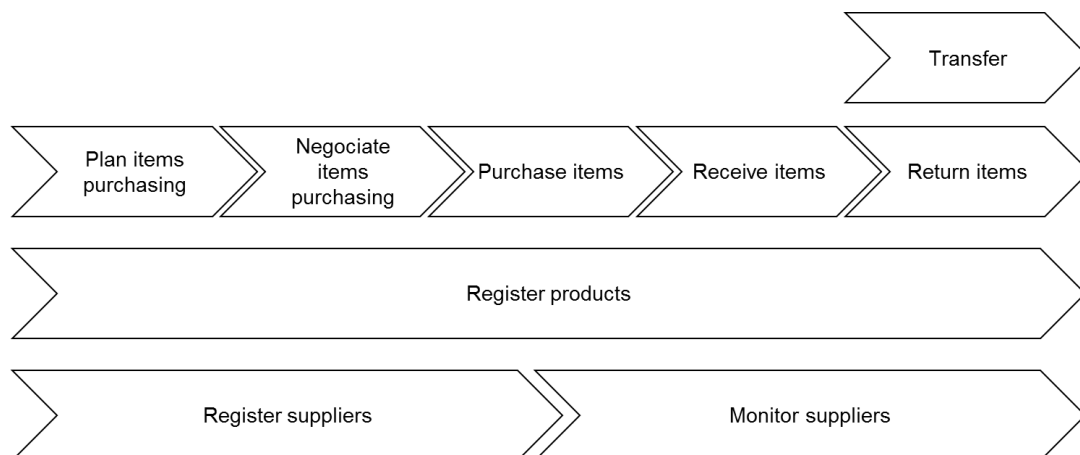 Transfer
Plan items
purchasing
Negociate
items
purchasing
Purchase items
Receive items
Return items
Register products
Register suppliers
Monitor suppliers